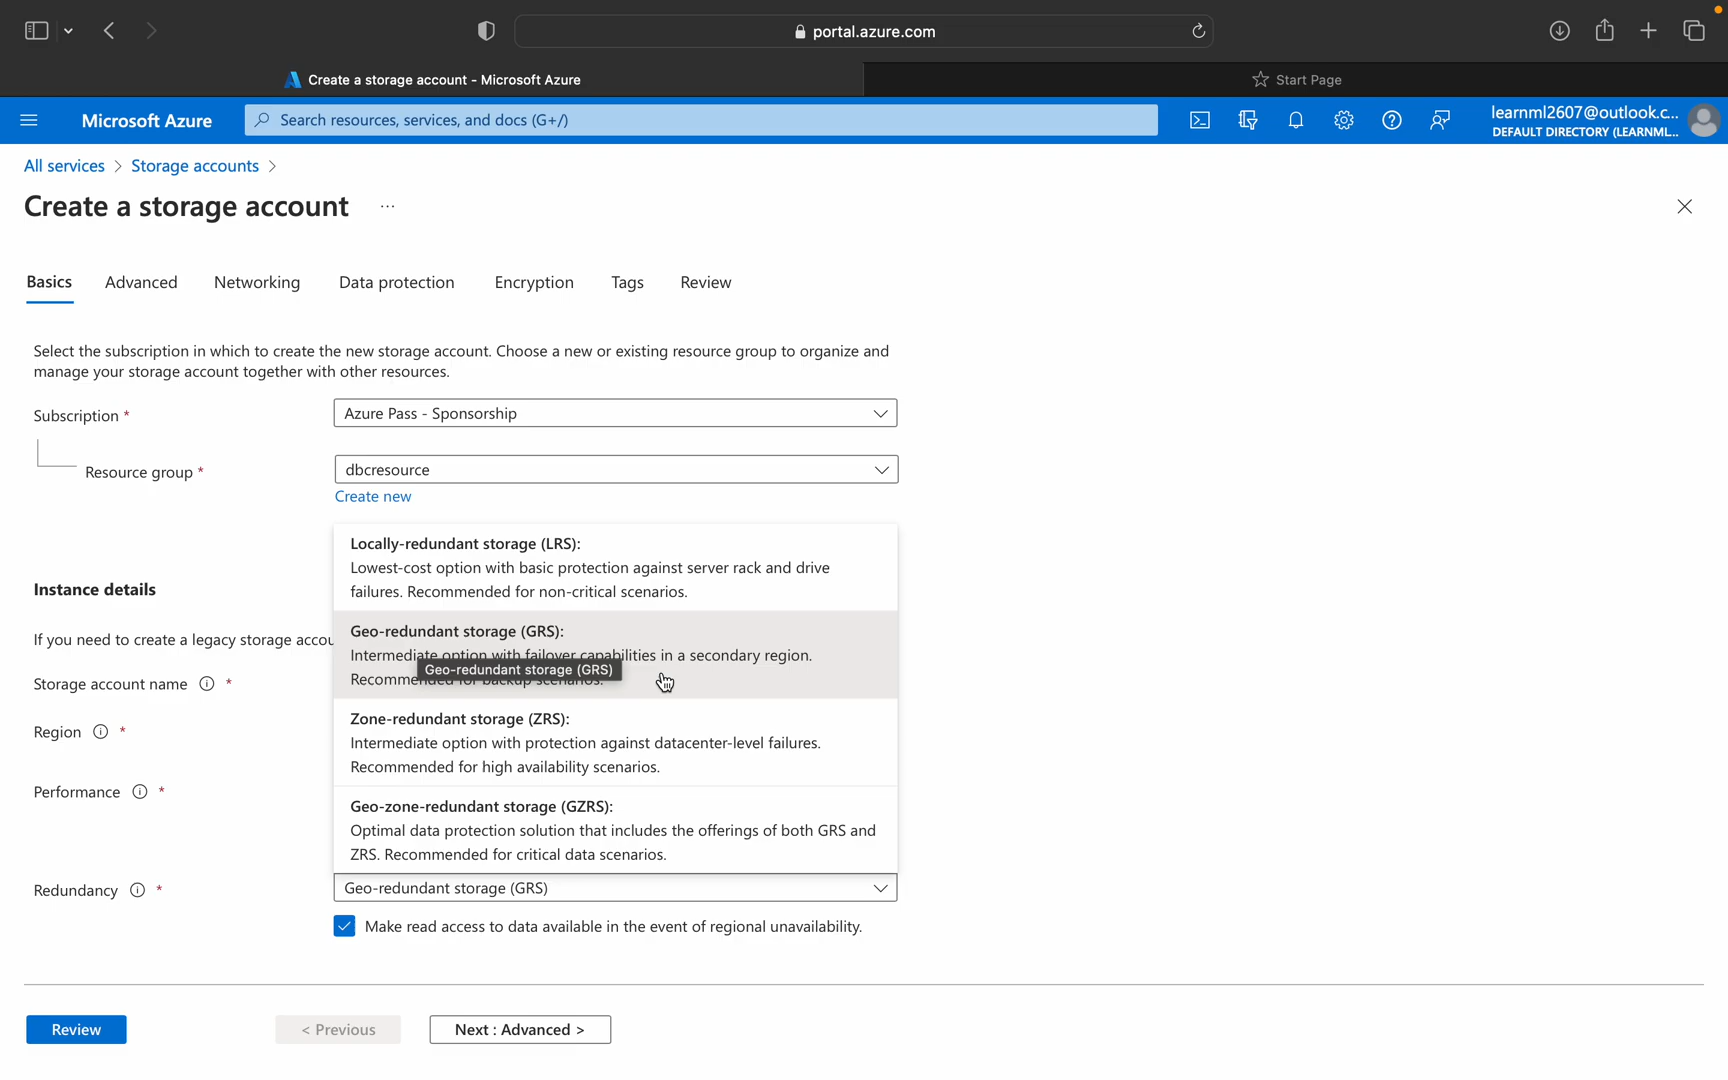 portal.azure.com
Create a storage account - Microsoft Azure
Start Page
Microsoft Azure
Search resources, services, and docs (G+/)
learnml2607@outlook.c...
DEFAULT DIRECTORY (LEARNML...
All services > Storage accounts >
Create a storage account ...
Basics Advanced Networking Data protection Encryption Tags Review
Select the subscription in which to create the new storage account. Choose a new or existing resource group to organize and
manage your storage account together with other resources.
Subscription *
Azure Pass - Sponsorship
Resource group *
dbcresource
Create new
Locally-redundant storage (LRS):
Lowest-cost option with basic protection against server rack and drive
failures. Recommended for non-critical scenarios.
Instance details
Geo-redundant storage (GRS):
If you need to create a legacy storage accou
Intermediate option with failover capabilities in a secondary region.
Geo-redundant storage (GRS)
Recommended for backup scenarios.
Storage account name *
Zone-redundant storage (ZRS):
Region *
Intermediate option with protection against datacenter-level failures.
Recommended for high availability scenarios.
Performance *
Geo-zone-redundant storage (GZRS):
Optimal data protection solution that includes the offerings of both GRS and
ZRS. Recommended for critical data scenarios.
Redundancy *
Geo-redundant storage (GRS)
Make read access to data available in the event of regional unavailability.
Review
< Previous
Next : Advanced >